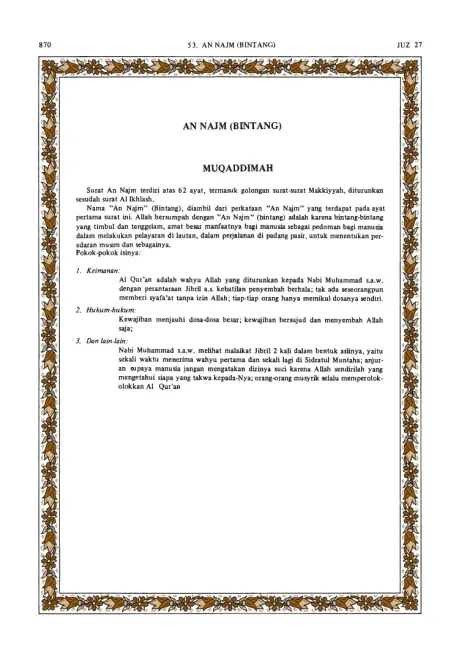 870
53. AN NAJM (BINTANG)
JUZ 27
AN NAJM (BINTANG)
MUQADDIMAH
Surat An Najm terdiri atas 62 ayat, termasuk golongan surat-surat Makkiyyah, diturunkan
sesudah surat Al Ikhlash.
Nama "An Najm" (Bintang), diambil dari perkataan "An Najm" yang terdapat pada ayat
pertama surat ini. Allah bersumpah dengan "An Najm" (bintang) adalah karena bintang-bintang
yang timbul dan tenggelam, amat besar manfaatnya bagi manusia sebagai pedoman bagi manusia
dalam melakukan pelayaran di lautan, dalam perjalanan di padang pasir, untuk menentukan per-
edaran musim dan sebagainya.
Pokok-pokok isinya:
1. Keimanan:
Al Qur'an adalah wahyu Allah yang diturunkan kepada Nabi Muhammad s.a.w.
dengan perantaraan Jibril a.s. kebatilan penyembah berhala; tak ada seseorangpun
memberi syafa'at tanpa izin Allah; tiap-tiap orang hanya memikul dosanya sendiri.
2. Hukum-hukum:
Kewajiban menjauhi dosa-dosa besar; kewajiban bersujud dan menyembah Allah
saja;
3. Dan lain-lain:
Nabi Muhammad s.a.w. melihat malaikat Jibril 2 kali dalam bentuk aslinya, yaitu
sekali waktu menerima wahyu pertama dan sekali lagi di Sidratul Muntaha; anjur-
an supaya manusia jangan mengatakan dirinya suci karena Allah sendirilah yang
mengetahui siapa yang takwa kepada-Nya; orang-orang musyrik selalu memperolok-
olokkan Al Qur'an